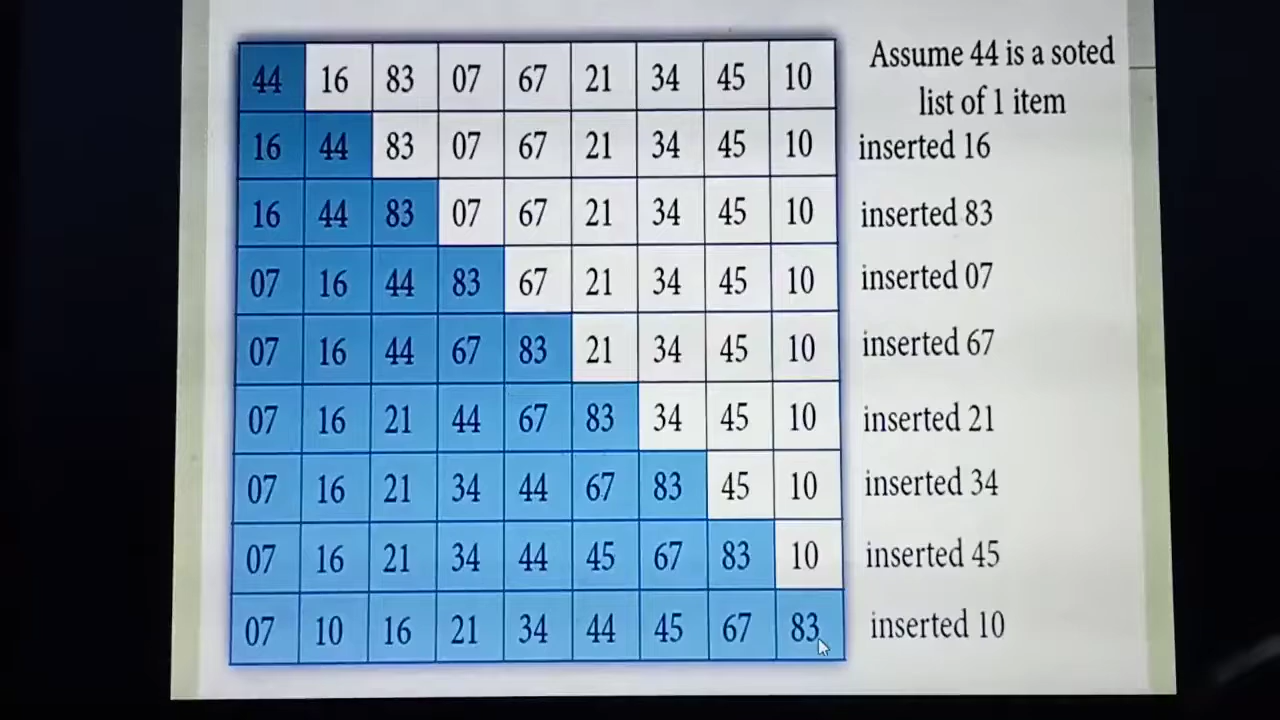 44 16 83 07 67 21 34 45 10 Assume 44 is a soted
list of 1 item
16 44 83 07 67 21 34 45 10 inserted 16
16 44 83 07 67 21 34 45 10 inserted 83
07 16 44 83 67 21 34 45 10 inserted 07
07 16 44 67 83 21 34 45 10 inserted 67
07 16 21 44 67 83 34 45 10 inserted 21
07 16 21 34 44 67 83 45 10 inserted 34
07 16 21 34 44 45 67 83 10 inserted 45
07 10 16 21 34 44 45 67 83 inserted 10